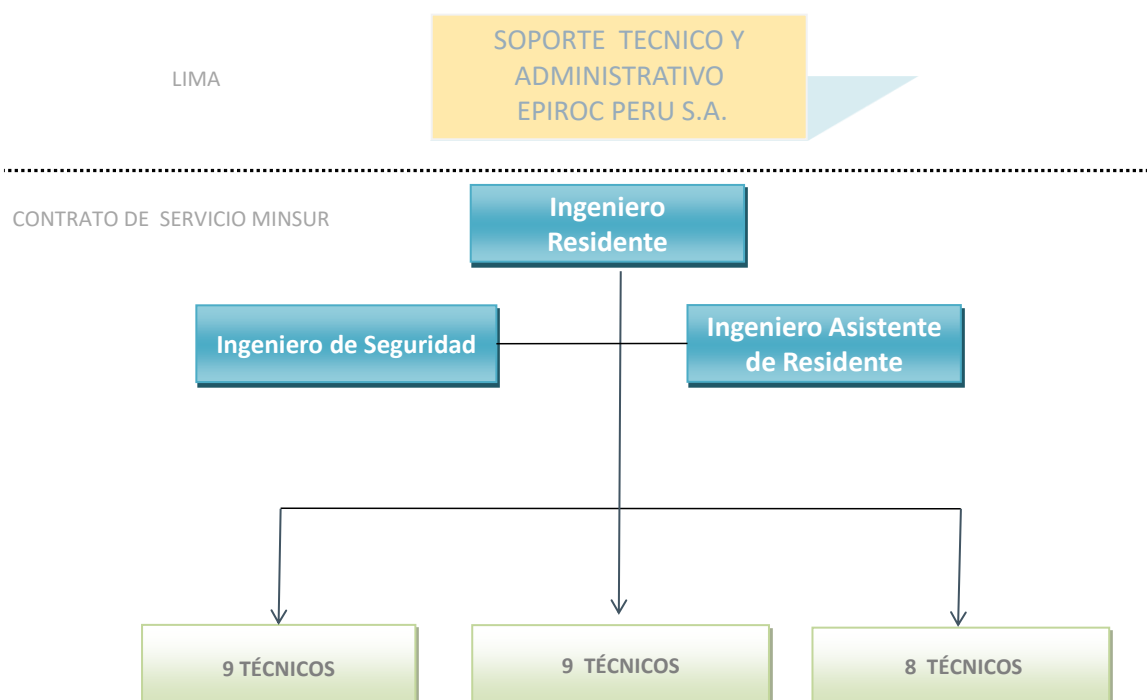 SOPORTE TECNICO Y
ADMINISTRATIVO
EPIROC PERU S.A.
LIMA
CONTRATO DE SERVICIO MINSUR
Ingeniero
Residente
Ingeniero de Seguridad
Ingeniero Asistente
de Residente
9 TÉCNICOS
9 TÉCNICOS
8 TÉCNICOS